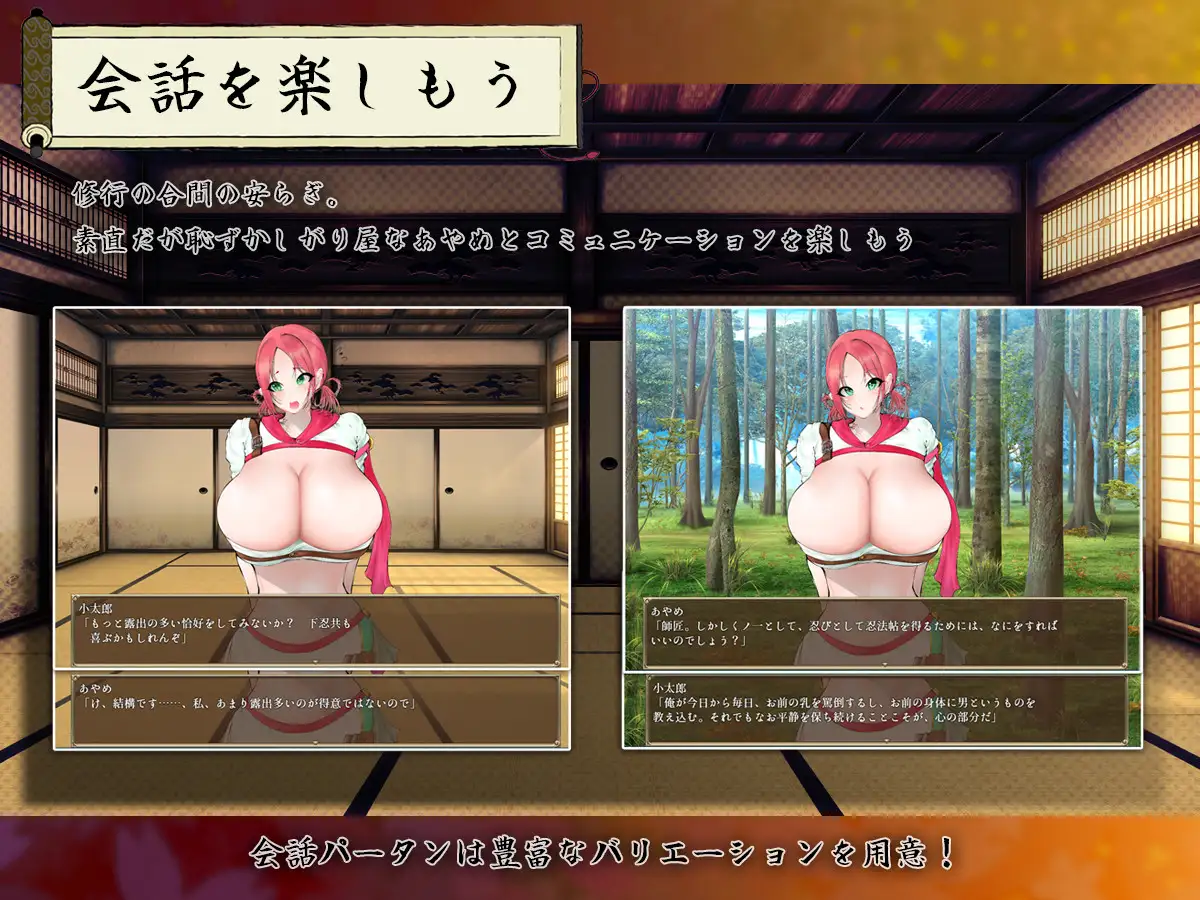 会話を楽しもう
修行の合間の安らぎ。
素直だが恥ずかしがり屋なあやめとコミュニケーションを楽しもう
小太郎
「もっと露出の多い恰好をしてみないか？　下忍共も
喜ぶかもしれんぞ」
あやめ
「け、結構です……、私、あまり露出多いのが得意ではないので」
あやめ
「師匠。しかしくノ一として、忍びとして忍法帖を得るためには、なにをすれば
いいのでしょう？」
小太郎
「俺が今日から毎日、お前の乳を罵倒するし、お前の身体に男というものを
教え込む。それでもなお平静を保ち続けることこそが、心の部分だ」
会話パータンは豊富なバリエーションを用意！